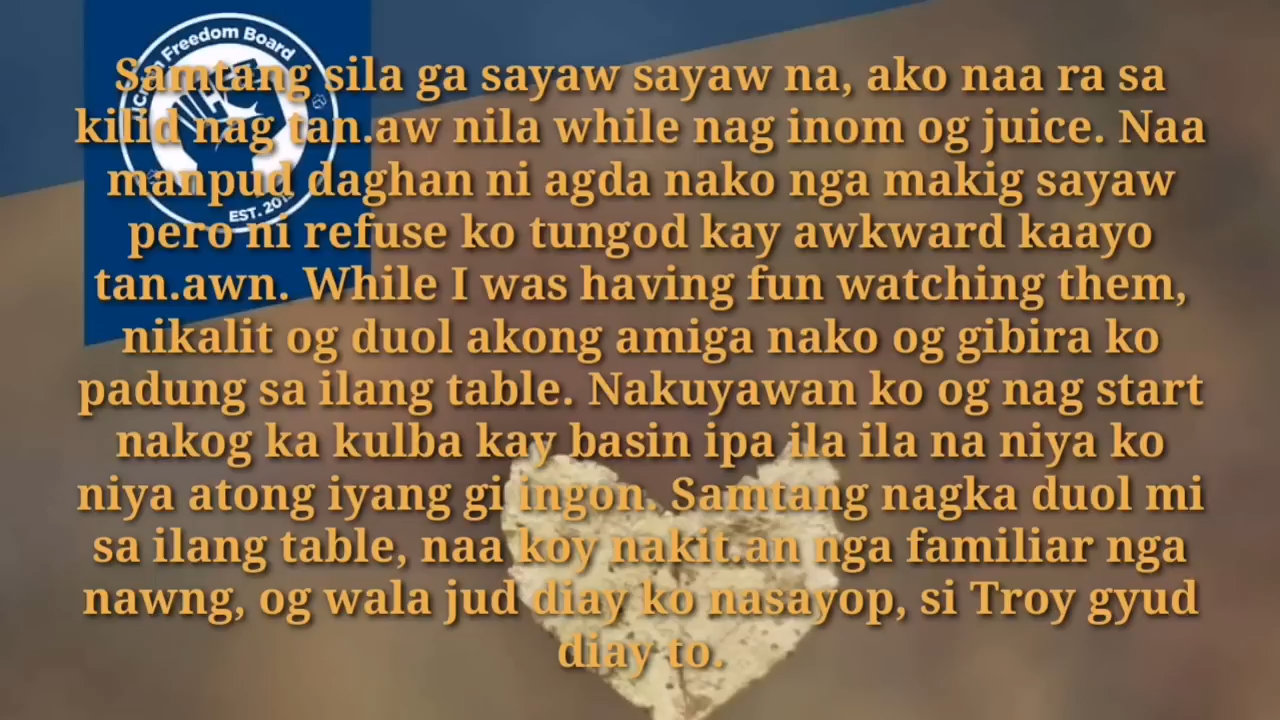 Freedom Board
Samtang sila ga sayaw sayaw na, ako naa ra sa
kilid nag tan.aw nila while nag inom og juice. Naa
manpud daghan ni agda nako nga makig sayaw
EST. 201
pero ni refuse ko tungod kay awkward kaayo
tan.awn. While I was having fun watching them,
nikalit og duol akong amiga nako og gibira ko
padung sa ilang table. Nakuyawan ko og nag start
nakog ka kulba kay basin ipa ila ila na niya ko
niya atong iyang gi ingon. Samtang nagka duol mi
sa ilang table, naa koy nakit.an nga familiar nga
nawng, og wala jud diay ko nasayop, si Troy gyud
diay to.